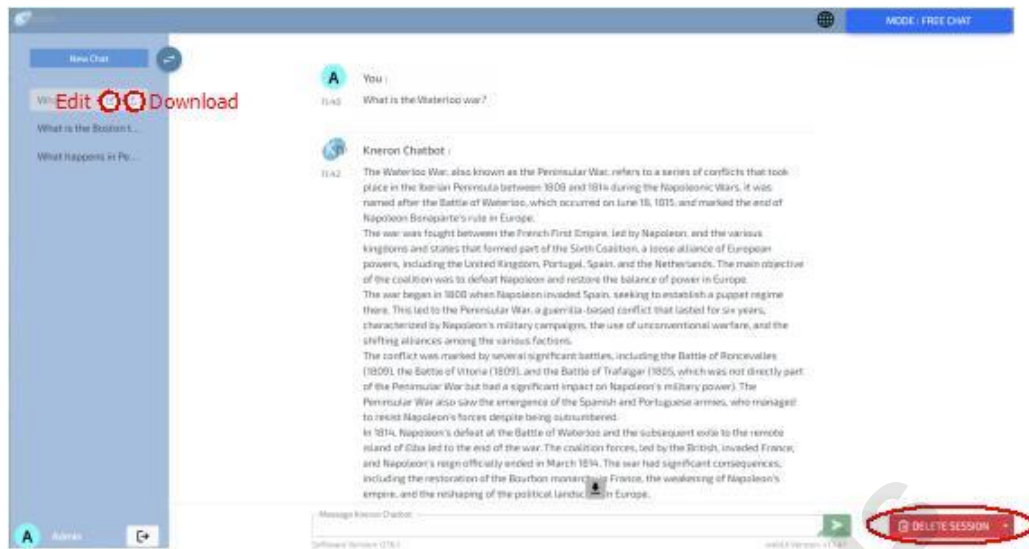 MODE : FREE CHAT
New Chat
Edit
Download
What is the Boston t...
What happens in Pe...
A
You :
11:40
What is the Waterloo war?
Kneron Chatbot :
11:42
The Waterloo War, also known as the Peninsular War, refers to a series of conflicts that took
place in the Iberian Peninsula between 1808 and 1814 during the Napoleonic Wars. It was
named after the Battle of Waterloo, which occurred on June 18, 1815, and marked the end of
Napoleon Bonaparte's rule in Europe.
The war was fought between the French First Empire, led by Napoleon, and the various
kingdoms and states that formed part of the Sixth Coalition, a loose alliance of European
powers, including the United Kingdom, Portugal, Spain, and the Netherlands. The main objective
of the coalition was to defeat Napoleon and restore the balance of power in Europe.
The war began in 1808 when Napoleon invaded Spain, seeking to establish a puppet regime
there. This led to the Peninsular War, a guerrilla-based conflict that lasted for six years,
characterized by Napoleon's military campaigns, the use of unconventional warfare, and the
shifting alliances among the various factions.
The conflict was marked by several significant battles, including the Battle of Roncevalles
(1809), the Battle of Vitoria (1809), and the Battle of Trafalgar (1805, which was not directly part
of the Peninsular War but had a significant impact on Napoleon's military power). The
Peninsular War also saw the emergence of the Spanish and Portuguese armies, who managed
to resist Napoleon's forces despite being outnumbered.
In 1814, Napoleon's defeat at the Battle of Waterloo and the subsequent exile to the remote
island of Elba led to the end of the war. The coalition forces, led by the British, invaded France,
and Napoleon's reign officially ended in March 1814. The war had significant consequences,
including the restoration of the Bourbon monarchy in France, the weakening of Napoleon's
empire, and the reshaping of the political landsc in Europe.
Message Kneron Chatbot
A
Admin
DELETE SESSION
Software Version
webUI Version